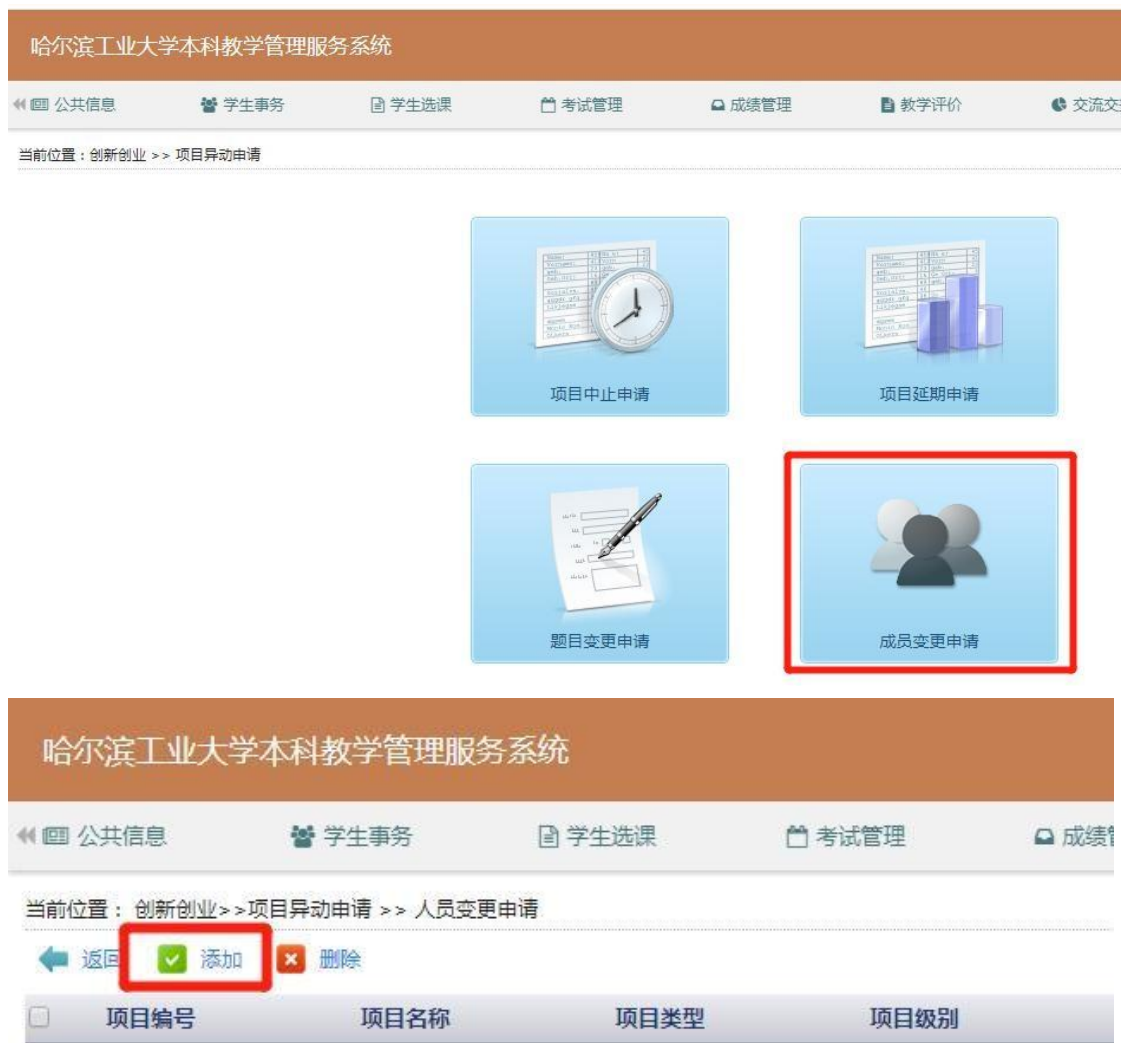 哈尔滨工业大学本科教学管理服务系统
公共信息 学生事务 学生选课 考试管理 成绩管理 教学评价 交流交
当前位置：创新创业 >> 项目异动申请
项目中止申请 项目延期申请
题目变更申请 成员变更申请
哈尔滨工业大学本科教学管理服务系统
公共信息 学生事务 学生选课 考试管理 成绩
当前位置： 创新创业>>项目异动申请 >> 人员变更申请
返回 添加 删除
项目编号 项目名称 项目类型 项目级别